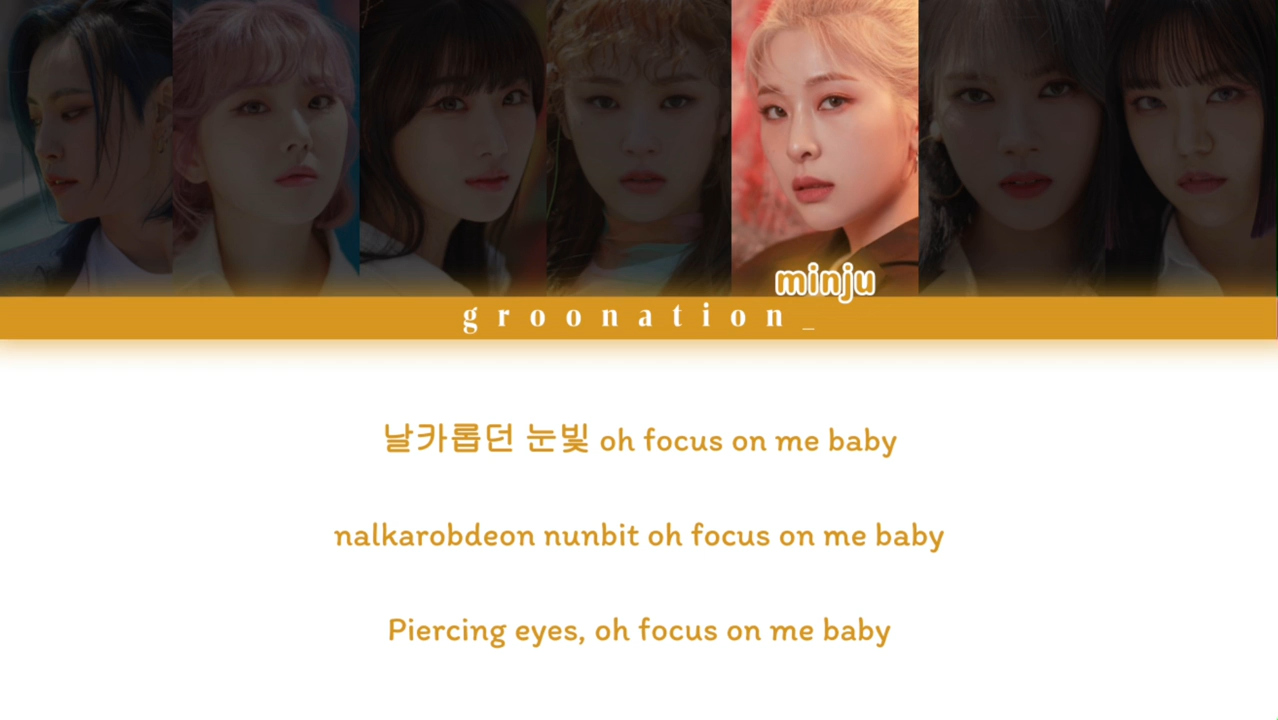 minju
groonation_
날카롭던 눈빛 oh focus on me baby
nalkarobdeon nunbit oh focus on me baby
Piercing eyes, oh focus on me baby